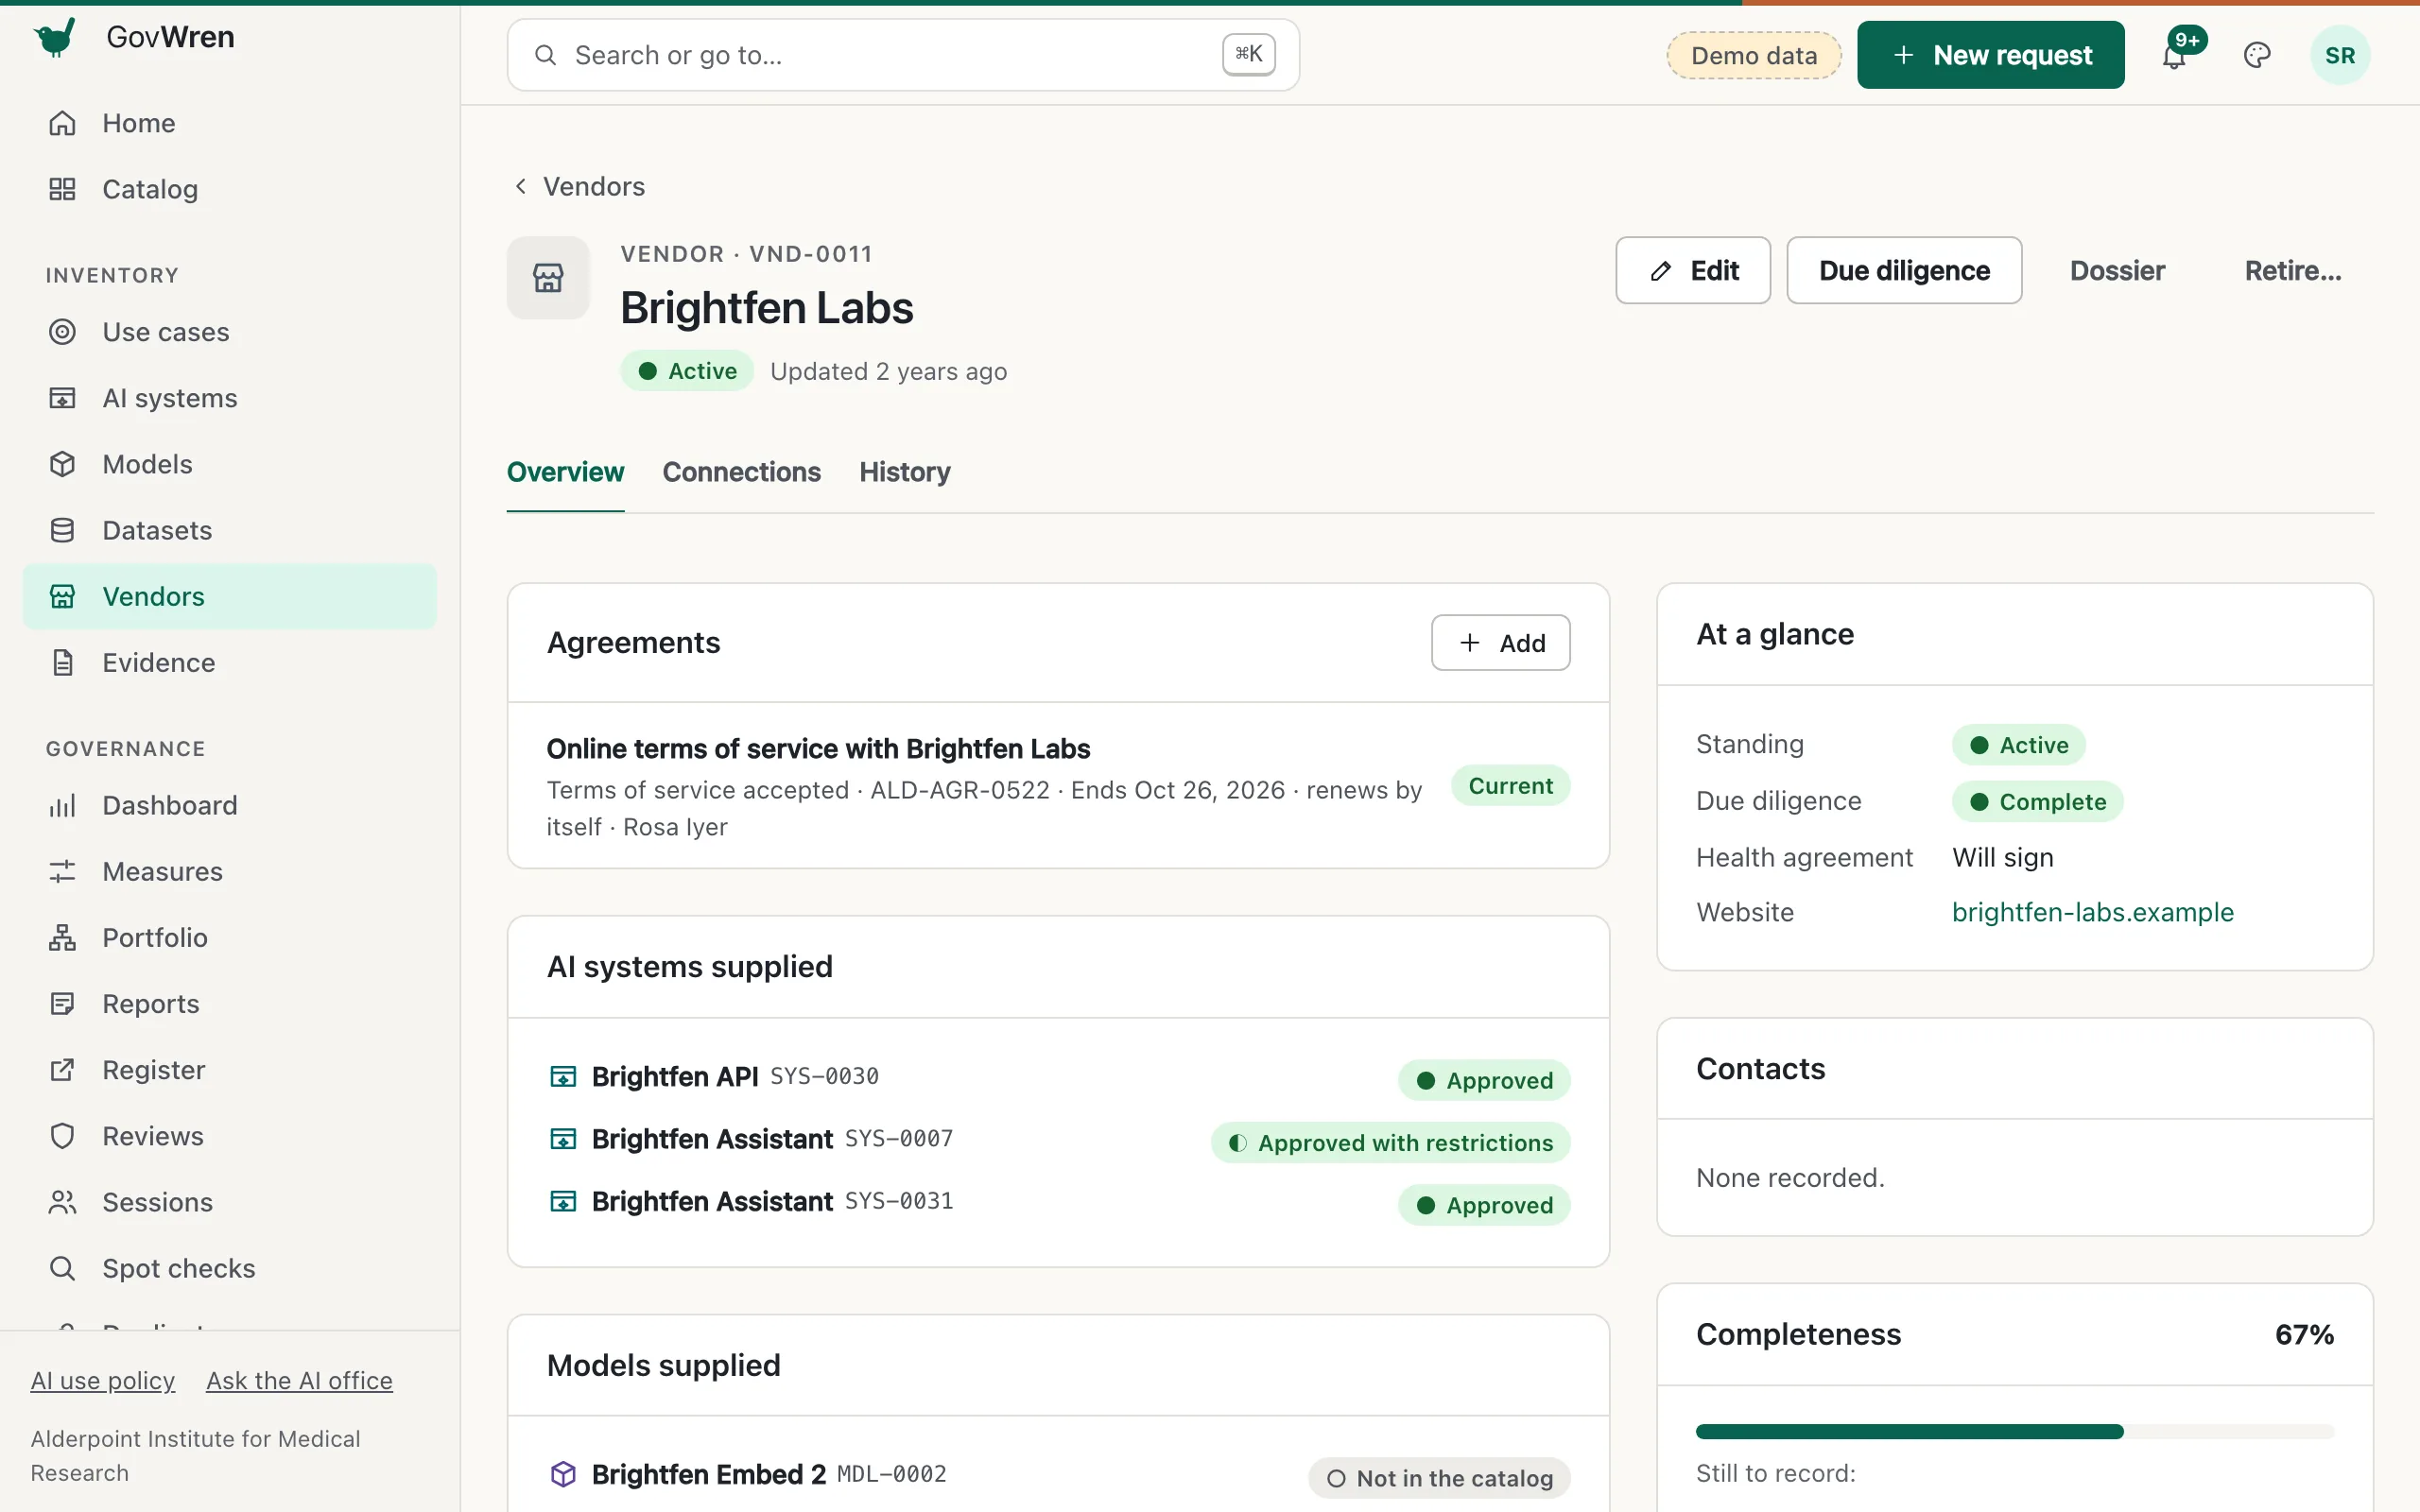 GovWren
Search or go to...
⌘K
Demo data
New request
9+
SR
Home
Catalog
INVENTORY
Use cases
AI systems
Models
Datasets
Vendors
Evidence
GOVERNANCE
Dashboard
Measures
Portfolio
Reports
Register
Reviews
Sessions
Spot checks
AI use policy
Ask the AI office
Alderpoint Institute for Medical
Research
Vendors
VENDOR · VND-0011
Brightfen Labs
Active
Updated 2 years ago
Edit
Due diligence
Dossier
Retire...
Overview
Connections
History
Agreements
Add
Online terms of service with Brightfen Labs
Terms of service accepted · ALD-AGR-0522 · Ends Oct 26, 2026 · renews by
itself · Rosa Iyer
Current
AI systems supplied
Brightfen API SYS-0030
Approved
Brightfen Assistant SYS-0007
Approved with restrictions
Brightfen Assistant SYS-0031
Approved
Models supplied
Brightfen Embed 2 MDL-0002
Not in the catalog
At a glance
Standing
Active
Due diligence
Complete
Health agreement
Will sign
Website
brightfen-labs.example
Contacts
None recorded.
Completeness
67%
Still to record: